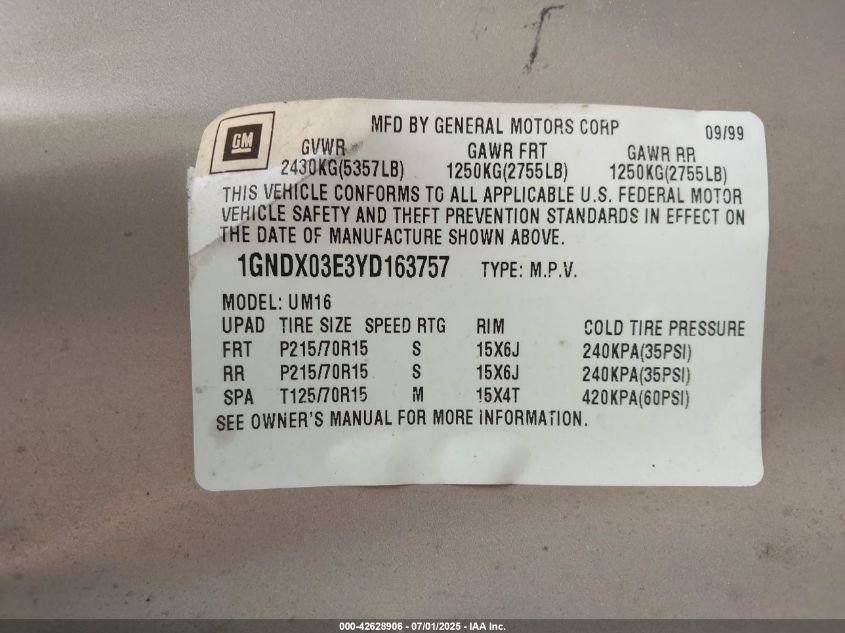 GM
MFD BY GENERAL MOTORS CORP 09/99
GVWR GAWR FRT GAWR RR
2430KG(5357LB) 1250KG(2755LB) 1250KG(2755LB)
THIS VEHICLE CONFORMS TO ALL APPLICABLE U.S. FEDERAL MOTOR
VEHICLE SAFETY AND THEFT PREVENTION STANDARDS IN EFFECT ON
THE DATE OF MANUFACTURE SHOWN ABOVE.
1GNDX03E3YD163757 TYPE: M.P.V.
MODEL: UM16
UPAD TIRE SIZE SPEED RTG RIM COLD TIRE PRESSURE
FRT P215/70R15 S 15X6J 240KPA(35PSI)
RR P215/70R15 S 15X6J 240KPA(35PSI)
SPA T125/70R15 M 15X4T 420KPA(60PSI)
SEE OWNER'S MANUAL FOR MORE INFORMATION.
000-42628906 - 07/01/2025 - IAA Inc.